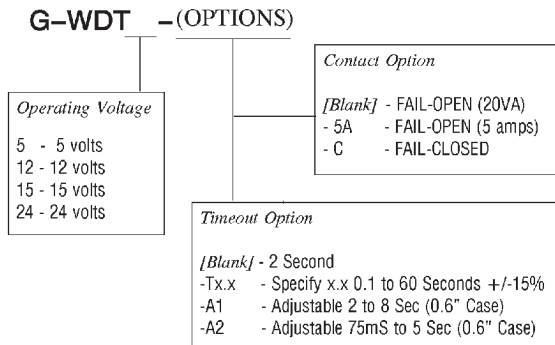 G–WDT –(OPTIONS)
Contact Option
[Blank] - FAIL-OPEN (20VA)
- 5A - FAIL-OPEN (5 amps)
- C - FAIL-CLOSED
Operating Voltage
5 - 5 volts
12 - 12 volts
15 - 15 volts
24 - 24 volts
Timeout Option
[Blank] - 2 Second
-Tx.x - Specify x.x 0.1 to 60 Seconds +/-15%
-A1 - Adjustable 2 to 8 Sec (0.6" Case)
-A2 - Adjustable 75mS to 5 Sec (0.6" Case)